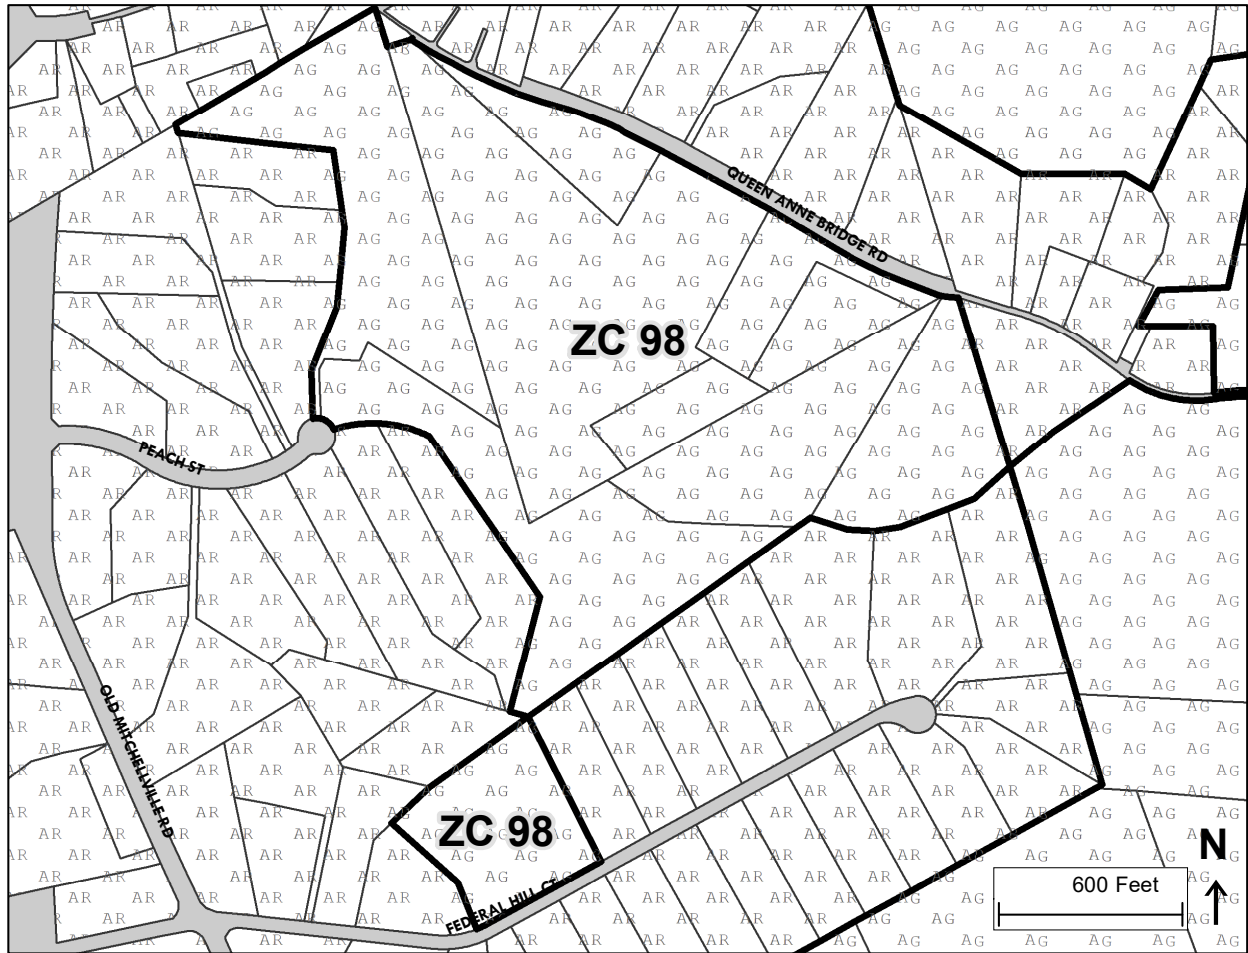 QUEEN ANNE BRIDGE RD
ZC 98
PEACH ST
OLD MITCHELLVILLE RD
ZC 98
FEDERAL HILL CT
N
600 Feet
AR
AG